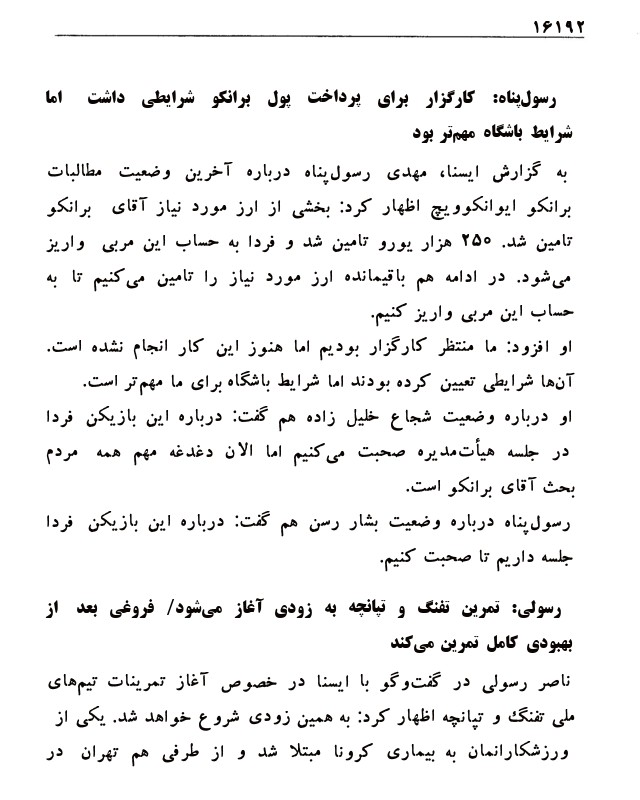 ۱۶۱۹۲
رسول‌پناه: کارگزار برای پرداخت پول برانکو شرایطی داشت اما
شرایط باشگاه مهم‌تر بود
به گزارش ایسنا، مهدی رسول‌پناه درباره آخرین وضعیت مطالبات
برانکو ایوانکوویچ اظهار کرد: بخشی از ارز مورد نیاز آقای برانکو
تامین شد. ۲۵۰ هزار یورو تامین شد و فردا به حساب این مربی واریز
می‌شود. در ادامه هم باقیمانده ارز مورد نیاز را تامین می‌کنیم تا به
حساب این مربی واریز کنیم.
او افزود: ما منتظر کارگزار بودیم اما هنوز این کار انجام نشده است.
آن‌ها شرایطی تعیین کرده بودند اما شرایط باشگاه برای ما مهم‌تر است.
او درباره وضعیت شجاع خلیل زاده هم گفت: درباره این بازیکن فردا
در جلسه هیأت‌مدیره صحبت می‌کنیم اما الان دغدغه مهم همه مردم
بحث آقای برانکو است.
رسول‌پناه درباره وضعیت بشار رسن هم گفت: درباره این بازیکن فردا
جلسه داریم تا صحبت کنیم.
رسولی: تمرین تفنگ و تپانچه به زودی آغاز می‌شود/ فروغی بعد از
بهبودی کامل تمرین می‌کند
ناصر رسولی در گفت‌وگو با ایسنا در خصوص آغاز تمرینات تیم‌های
ملی تفنگ و تپانچه اظهار کرد: به همین زودی شروع خواهد شد. یکی از
ورزشکارانمان به بیماری کرونا مبتلا شد و از طرفی هم تهران در